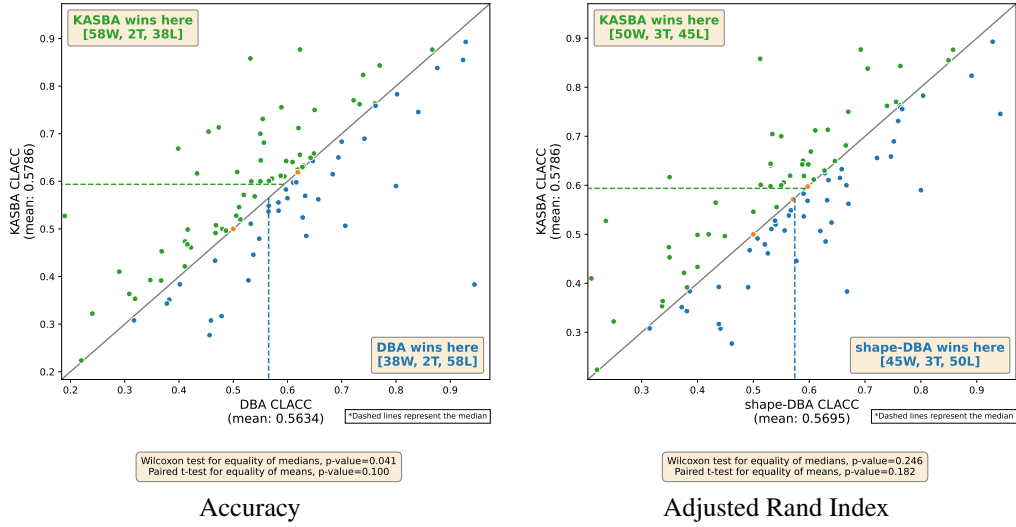 KASBA wins here
[58W, 2T, 38L]
KASBA CLACC
(mean: 0.5786)
0.9
0.8
0.7
0.6
0.5
0.4
0.3
0.2
DBA wins here
[38W, 2T, 58L]
0.2 0.3 0.4 0.5 0.6 0.7 0.8 0.9
DBA CLACC
(mean: 0.5634)
*Dashed lines represent the median
Wilcoxon test for equality of medians, p-value=0.041
Paired t-test for equality of means, p-value=0.100
Accuracy
KASBA wins here
[50W, 3T, 45L]
KASBA CLACC
(mean: 0.5786)
0.9
0.8
0.7
0.6
0.5
0.4
0.3
shape-DBA wins here
[45W, 3T, 50L]
0.3 0.4 0.5 0.6 0.7 0.8 0.9
shape-DBA CLACC
(mean: 0.5695)
*Dashed lines represent the median
Wilcoxon test for equality of medians, p-value=0.246
Paired t-test for equality of means, p-value=0.182
Adjusted Rand Index